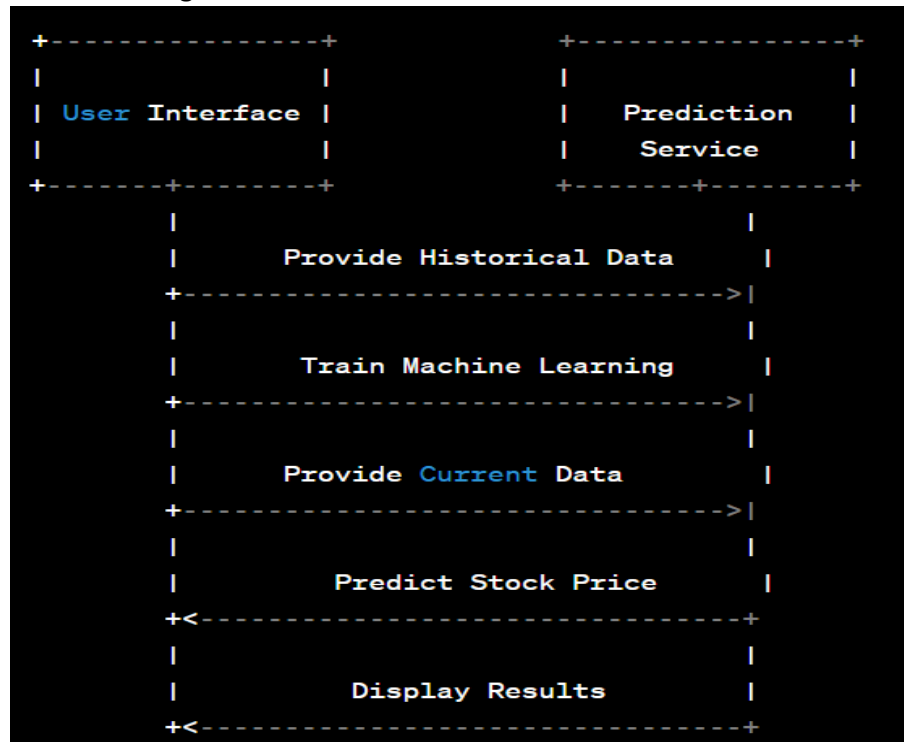 User Interface
Prediction
Service
Provide Historical Data
Train Machine Learning
Provide Current Data
Predict Stock Price
Display Results